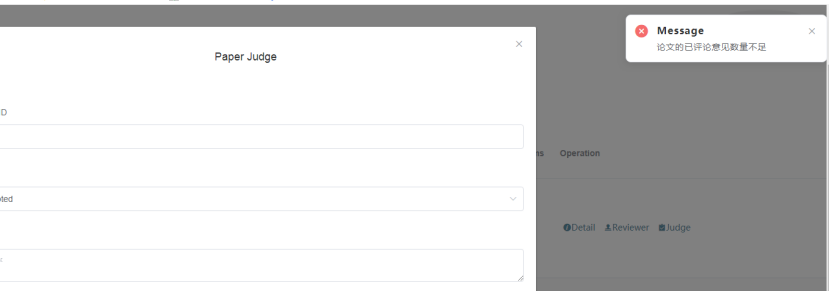 Message
论文的已评论意见数量不足
Paper Judge
Operation
Detail Reviewer Judge